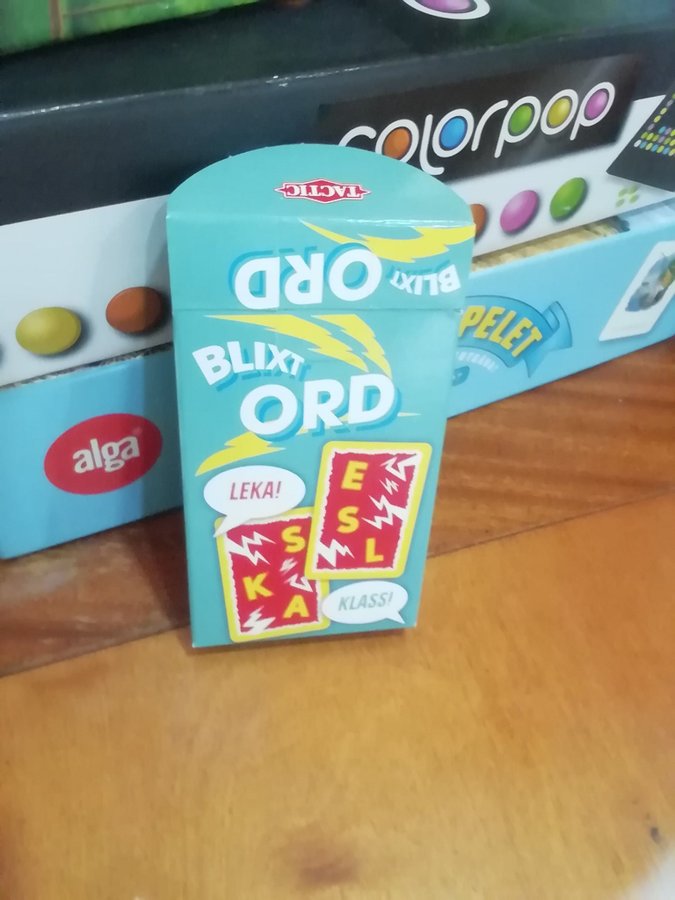 colorpop
TACTIC
BLIXT
ORD
BLIXT
ORD
PELET
alga
LEKA!
E
S
L
S
K
A
KLASS!